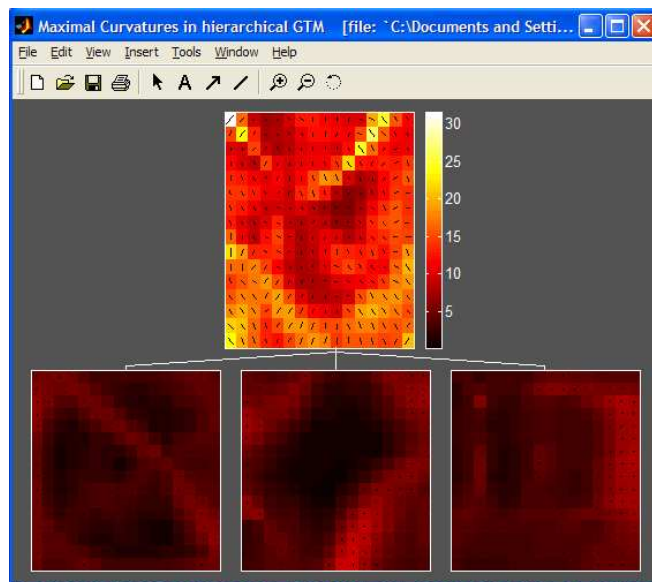 Maximal Curvatures in hierarchical GTM [file: `C:\Documents and Setti...
File Edit View Insert Tools Window Help
A
30
25
20
15
10
5